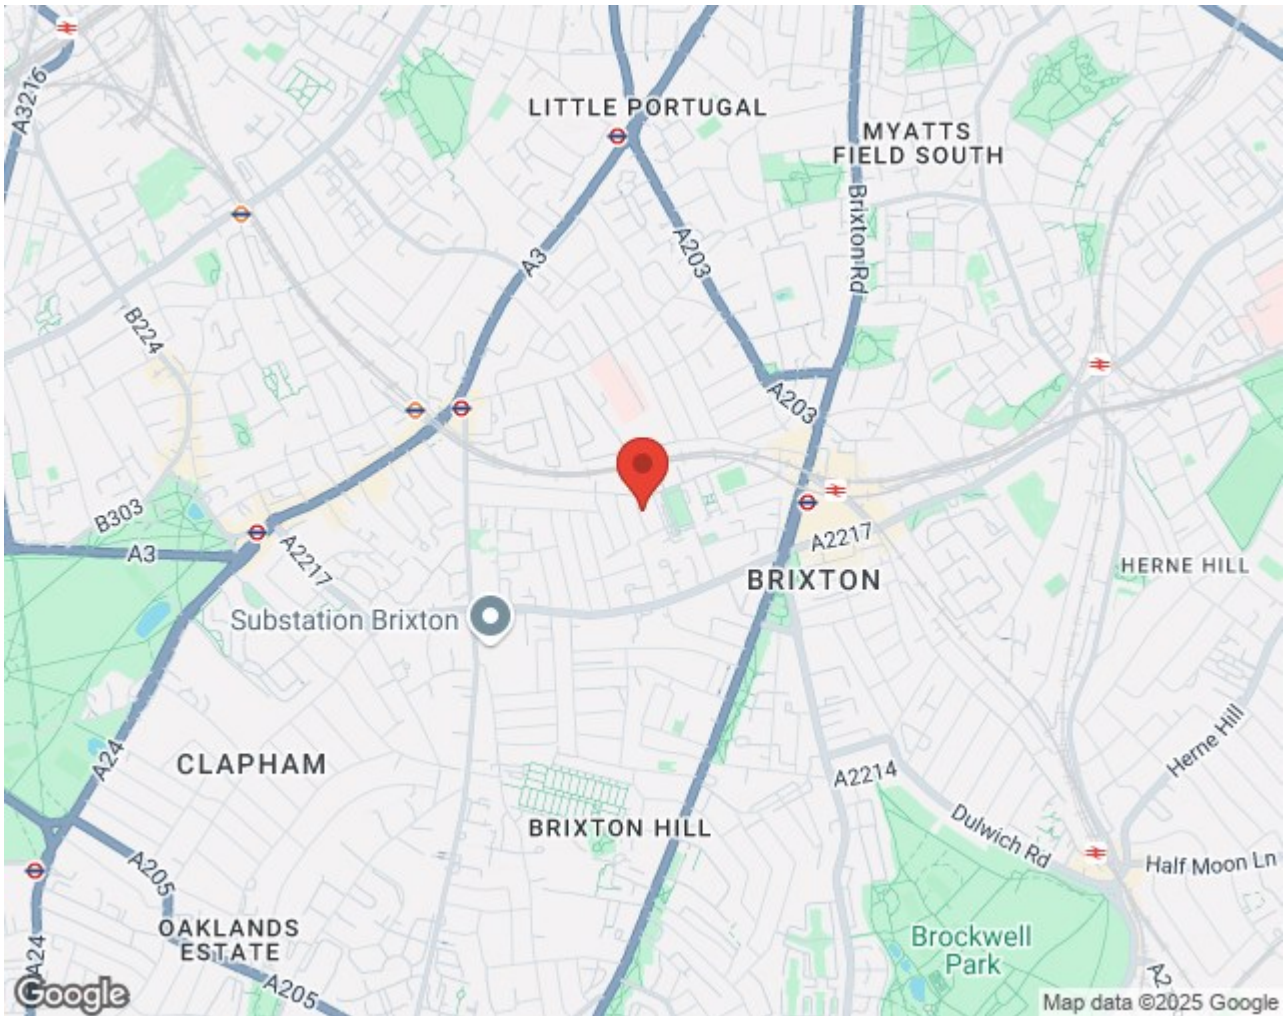 A3216
LITTLE PORTUGAL
MYATTS
FIELD SOUTH
Brixton Rd
A203
A3
B224
A203
B303
A3
A2217
A2217
BRIXTON
HERNE HILL
Substation Brixton
Herne Hill
A24
CLAPHAM
A2214
Dulwich Rd
BRIXTON HILL
Half Moon Ln
A205
OAKLANDS
ESTATE
Brockwell
Park
A24
A205
A2
Google
Map data ©2025 Google